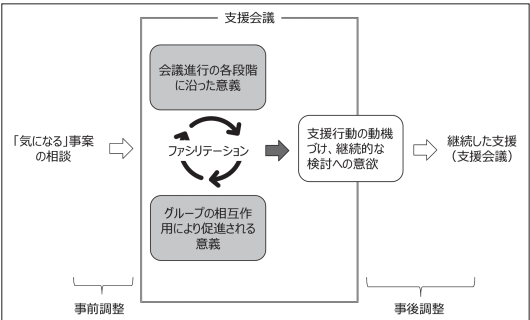 支援会議
会議進行の各段階
に沿った意義
「気になる」事案
の相談
ファシリテーション
支援行動の動機
づけ、継続的な
検討への意欲
継続した支援
（支援会議）
グループの相互作
用により促進される
意義
事前調整
事後調整